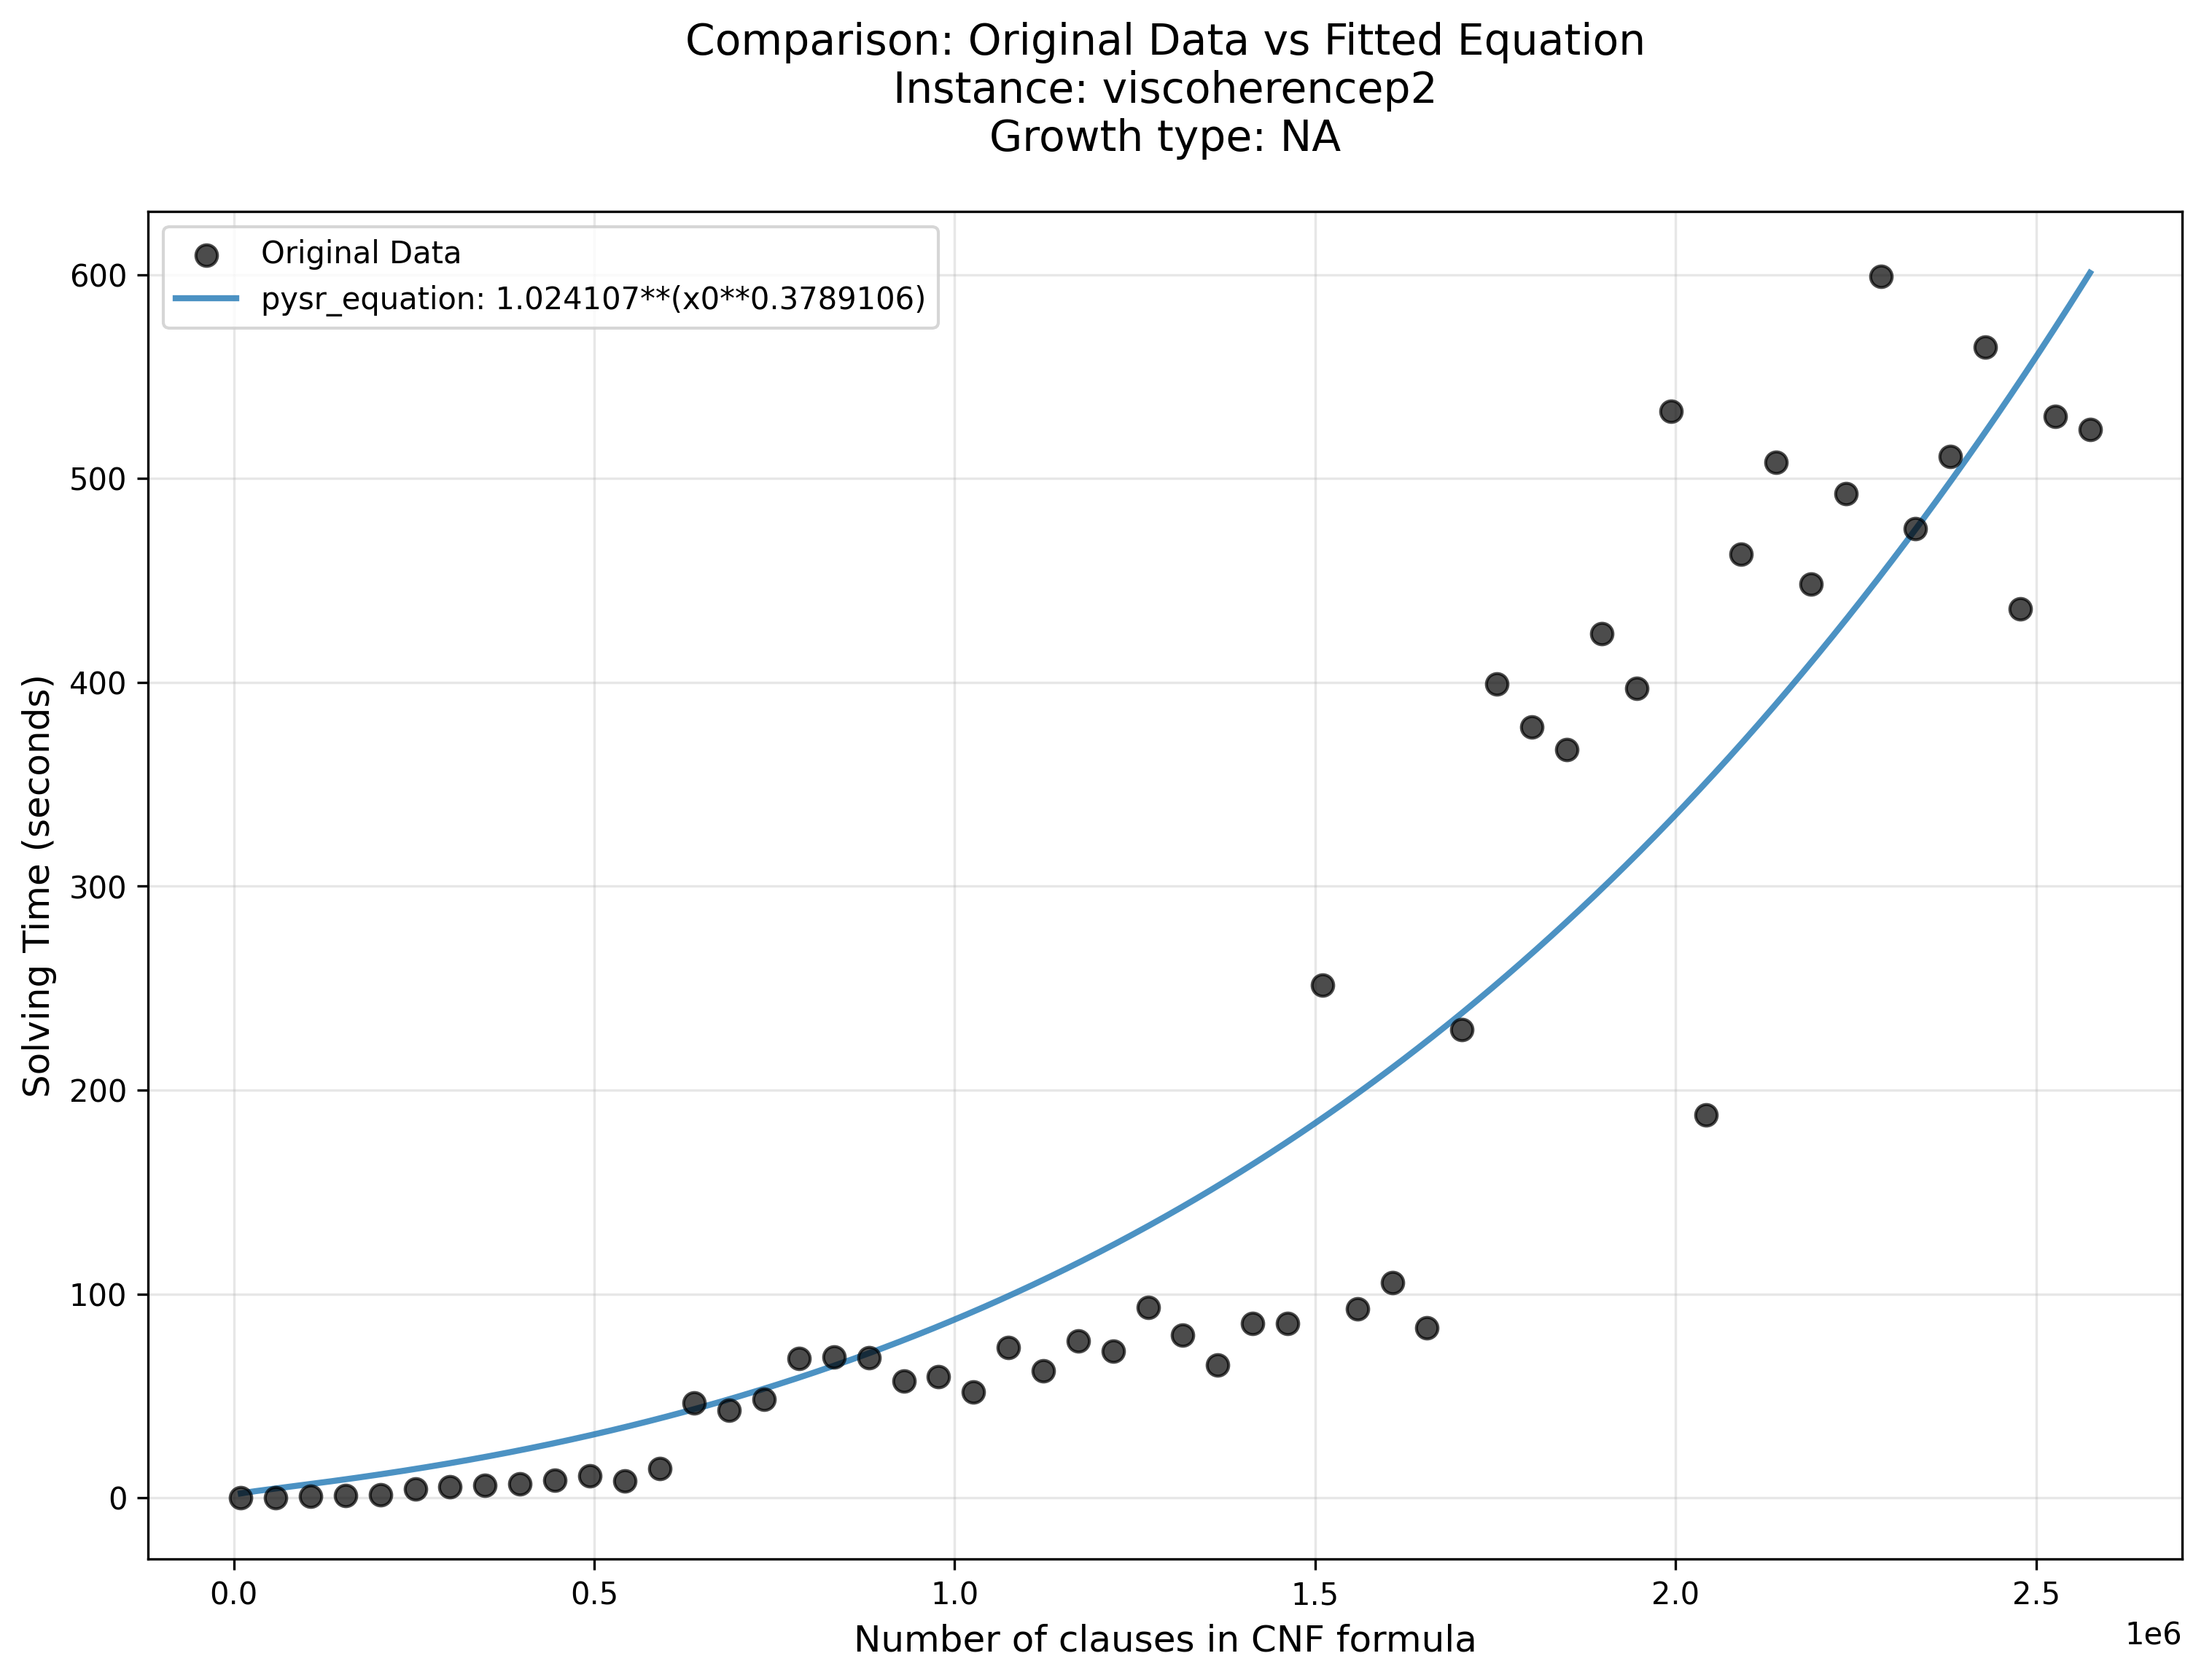 Comparison: Original Data vs Fitted Equation
Instance: viscoherencep2
Growth type: NA
Original Data
pysr_equation: 1.024107**(x0**0.3789106)
600
500
400
300
200
100
0
Solving Time (seconds)
0.0 0.5 1.0 1.5 2.0 2.5
1e6
Number of clauses in CNF formula